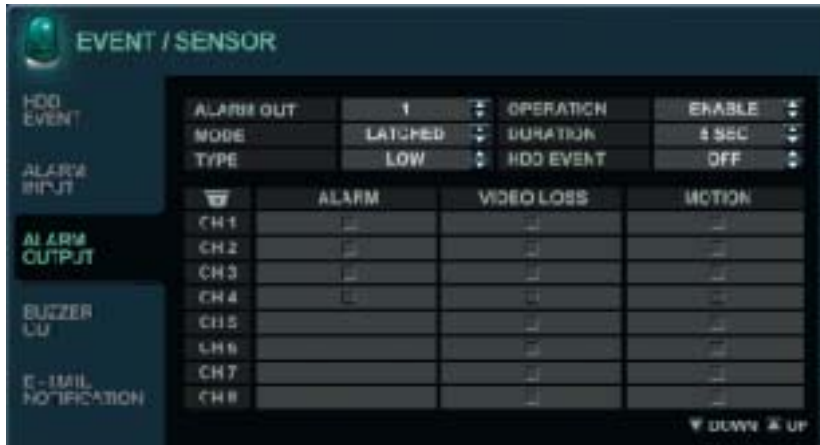 EVENT / SENSOR
HDD
EVENT
ALARM
INPUT
ALARM
OUTPUT
BUZZER
E-MAIL
NOTIFICATION
ALARM OUT 1 OPERATION ENABLE
MODE LATCHED DURATION 5 SEC
TYPE LOW HDD EVENT OFF
ALARM VIDEO LOSS MOTION
CH 1
CH 2
CH 3
CH 4
CH 5
CH 6
CH 7
CH 8
DOWN UP